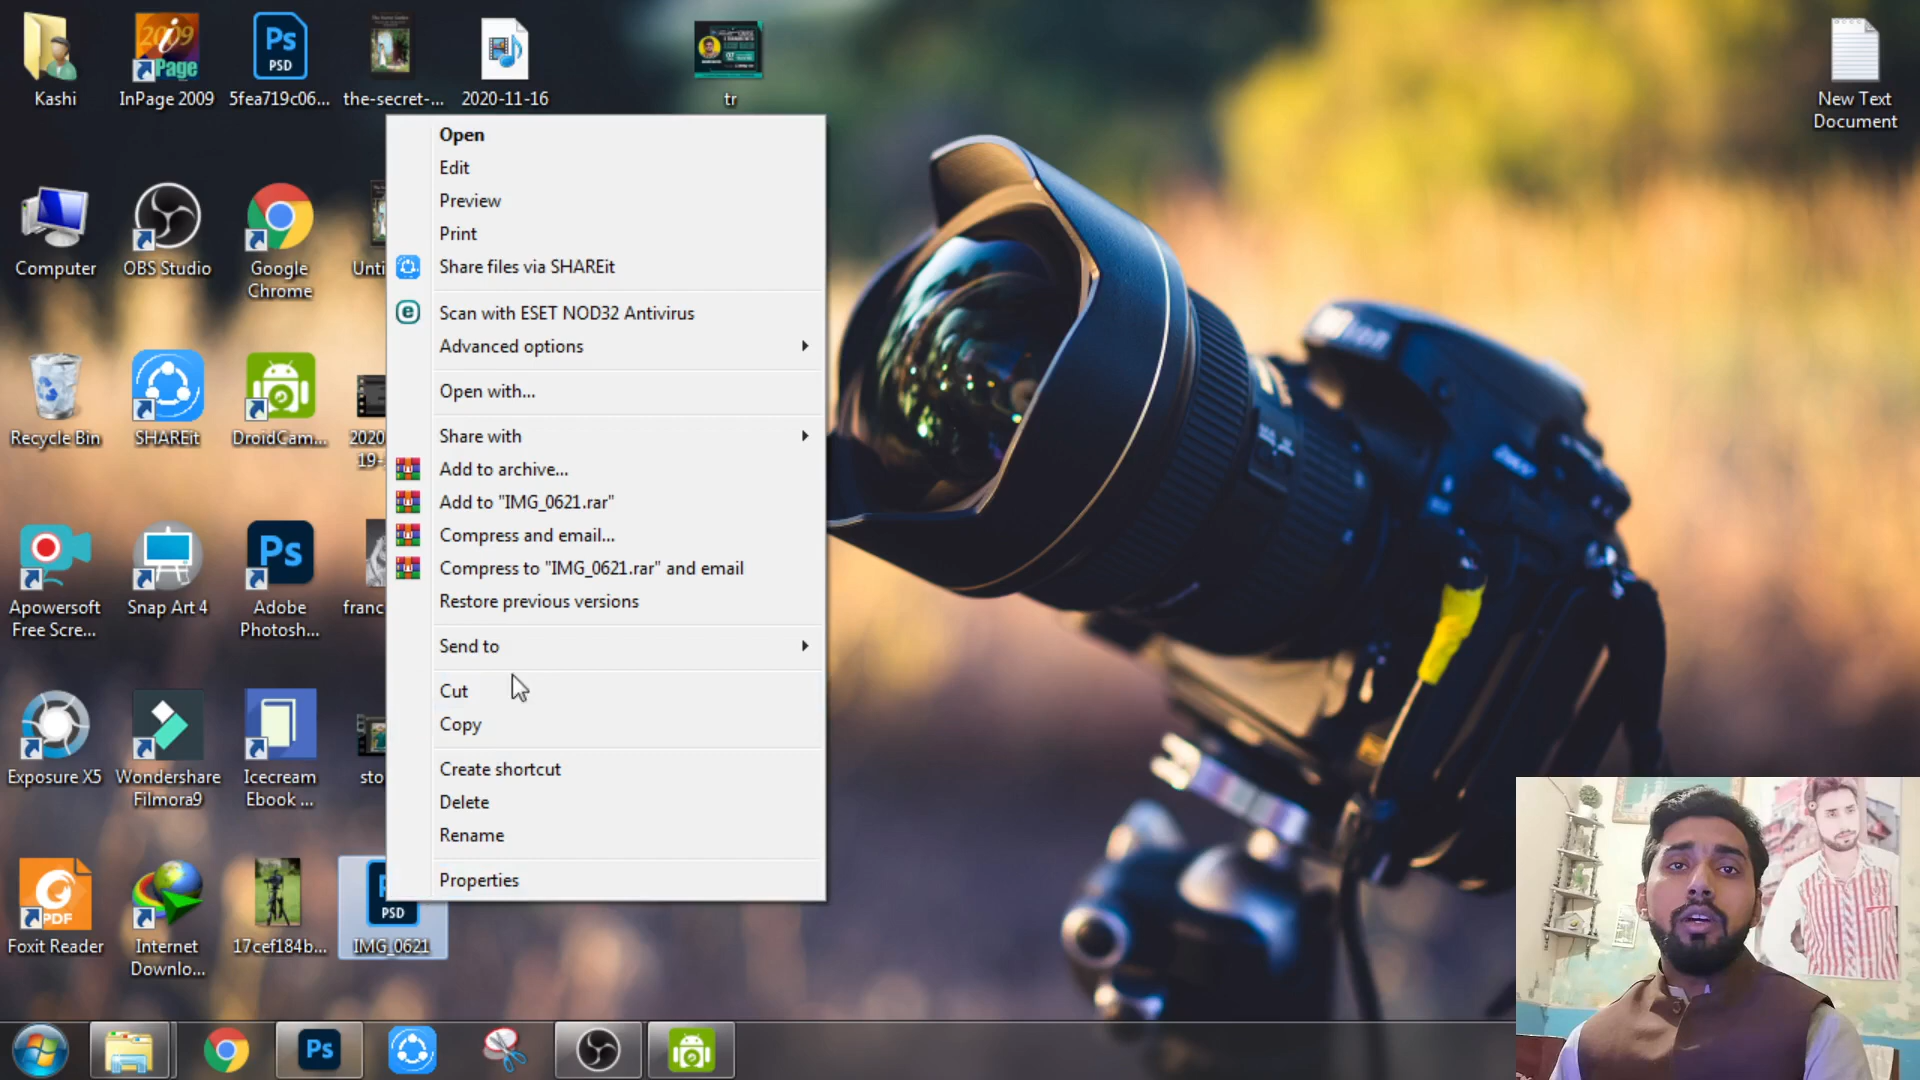 Kashi
InPage 2009
5fea719c06...
the-secret-...
2020-11-16
tr
New Text
Document
Computer
OBS Studio
Google
Chrome
Unti
Recycle Bin
SHAREit
DroidCam...
2020
19-
Apowersoft
Free Scre...
Snap Art 4
Adobe
Photosh...
franc
Exposure X5
Wondershare
Filmora9
Icecream
Ebook ...
sto
Foxit Reader
Internet
Downlo...
17cef184b...
IMG_0621
Open
Edit
Preview
Print
Share files via SHAREit
Scan with ESET NOD32 Antivirus
Advanced options
Open with...
Share with
Add to archive...
Add to "IMG_0621.rar"
Compress and email...
Compress to "IMG_0621.rar" and email
Restore previous versions
Send to
Cut
Copy
Create shortcut
Delete
Rename
Properties
2009
Page
Ps
PSD
Ps
PDF
PSD
Ps